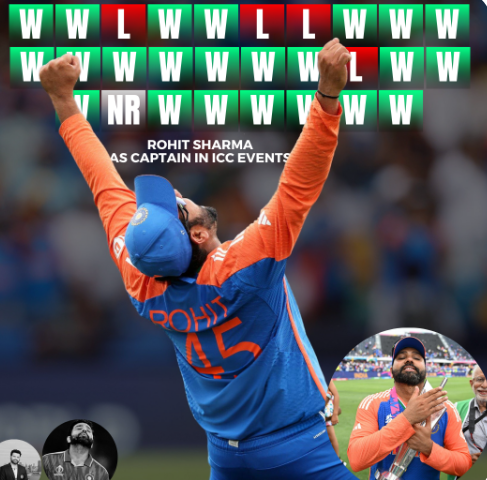 W W L W W L L W W W
W W W W W W W L W W
W NR W W W W W W
ROHIT SHARMA
AS CAPTAIN IN ICC EVENTS
ROHIT
45